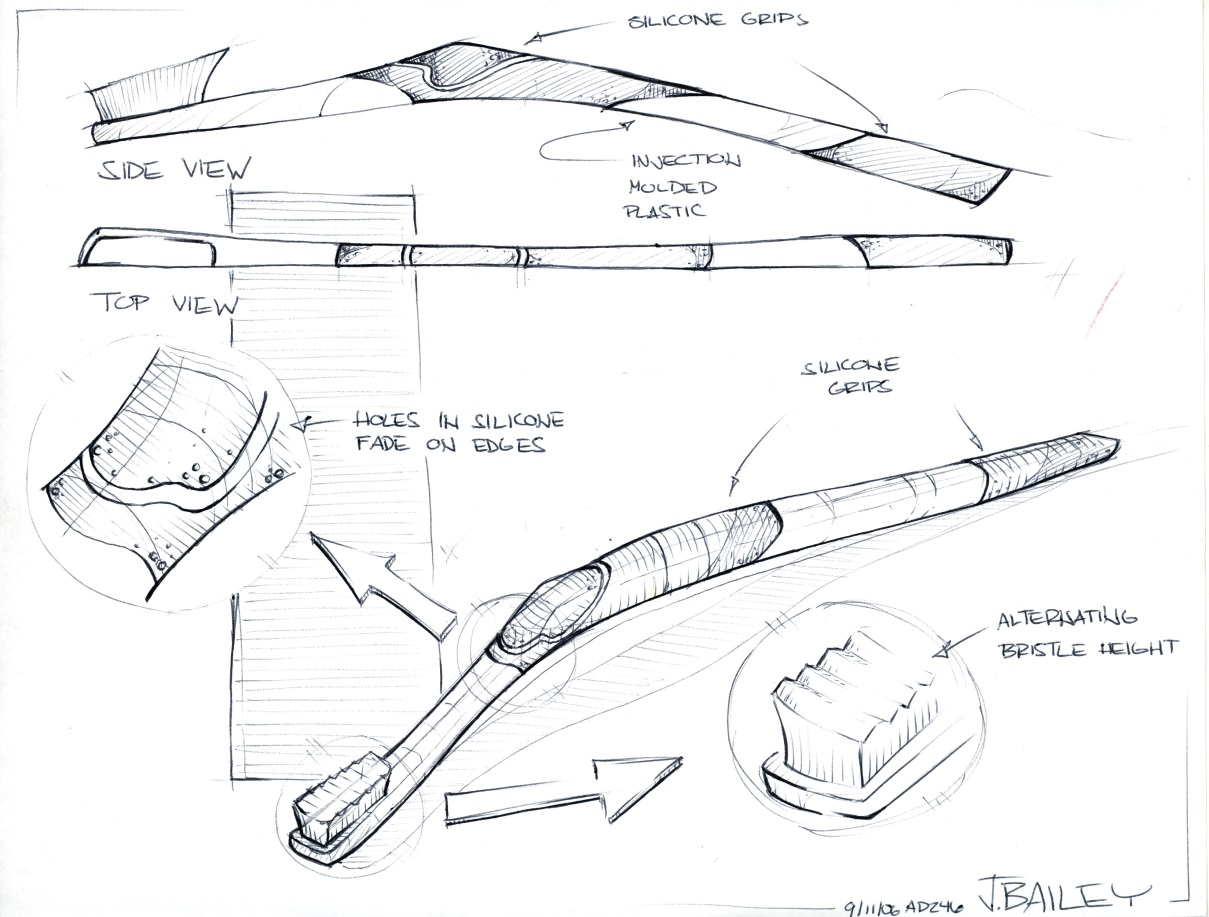 SILICONE GRIPS
SIDE VIEW
INJECTION
MOLDED
PLASTIC
TOP VIEW
SILICONE
GRIPS
HOLES IN SILICONE
FADE ON EDGES
ALTERNATING
BRISTLE HEIGHT
9/11/06 AD246 J.BAILEY